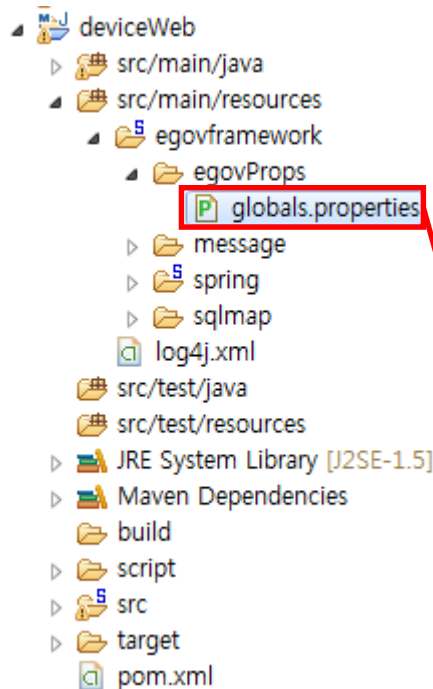 deviceWeb
src/main/java
src/main/resources
egovframework
egovProps
globals.properties
message
spring
sqlmap
log4j.xml
src/test/java
src/test/resources
JRE System Library [J2SE-1.5]
Maven Dependencies
build
script
src
target
pom.xml